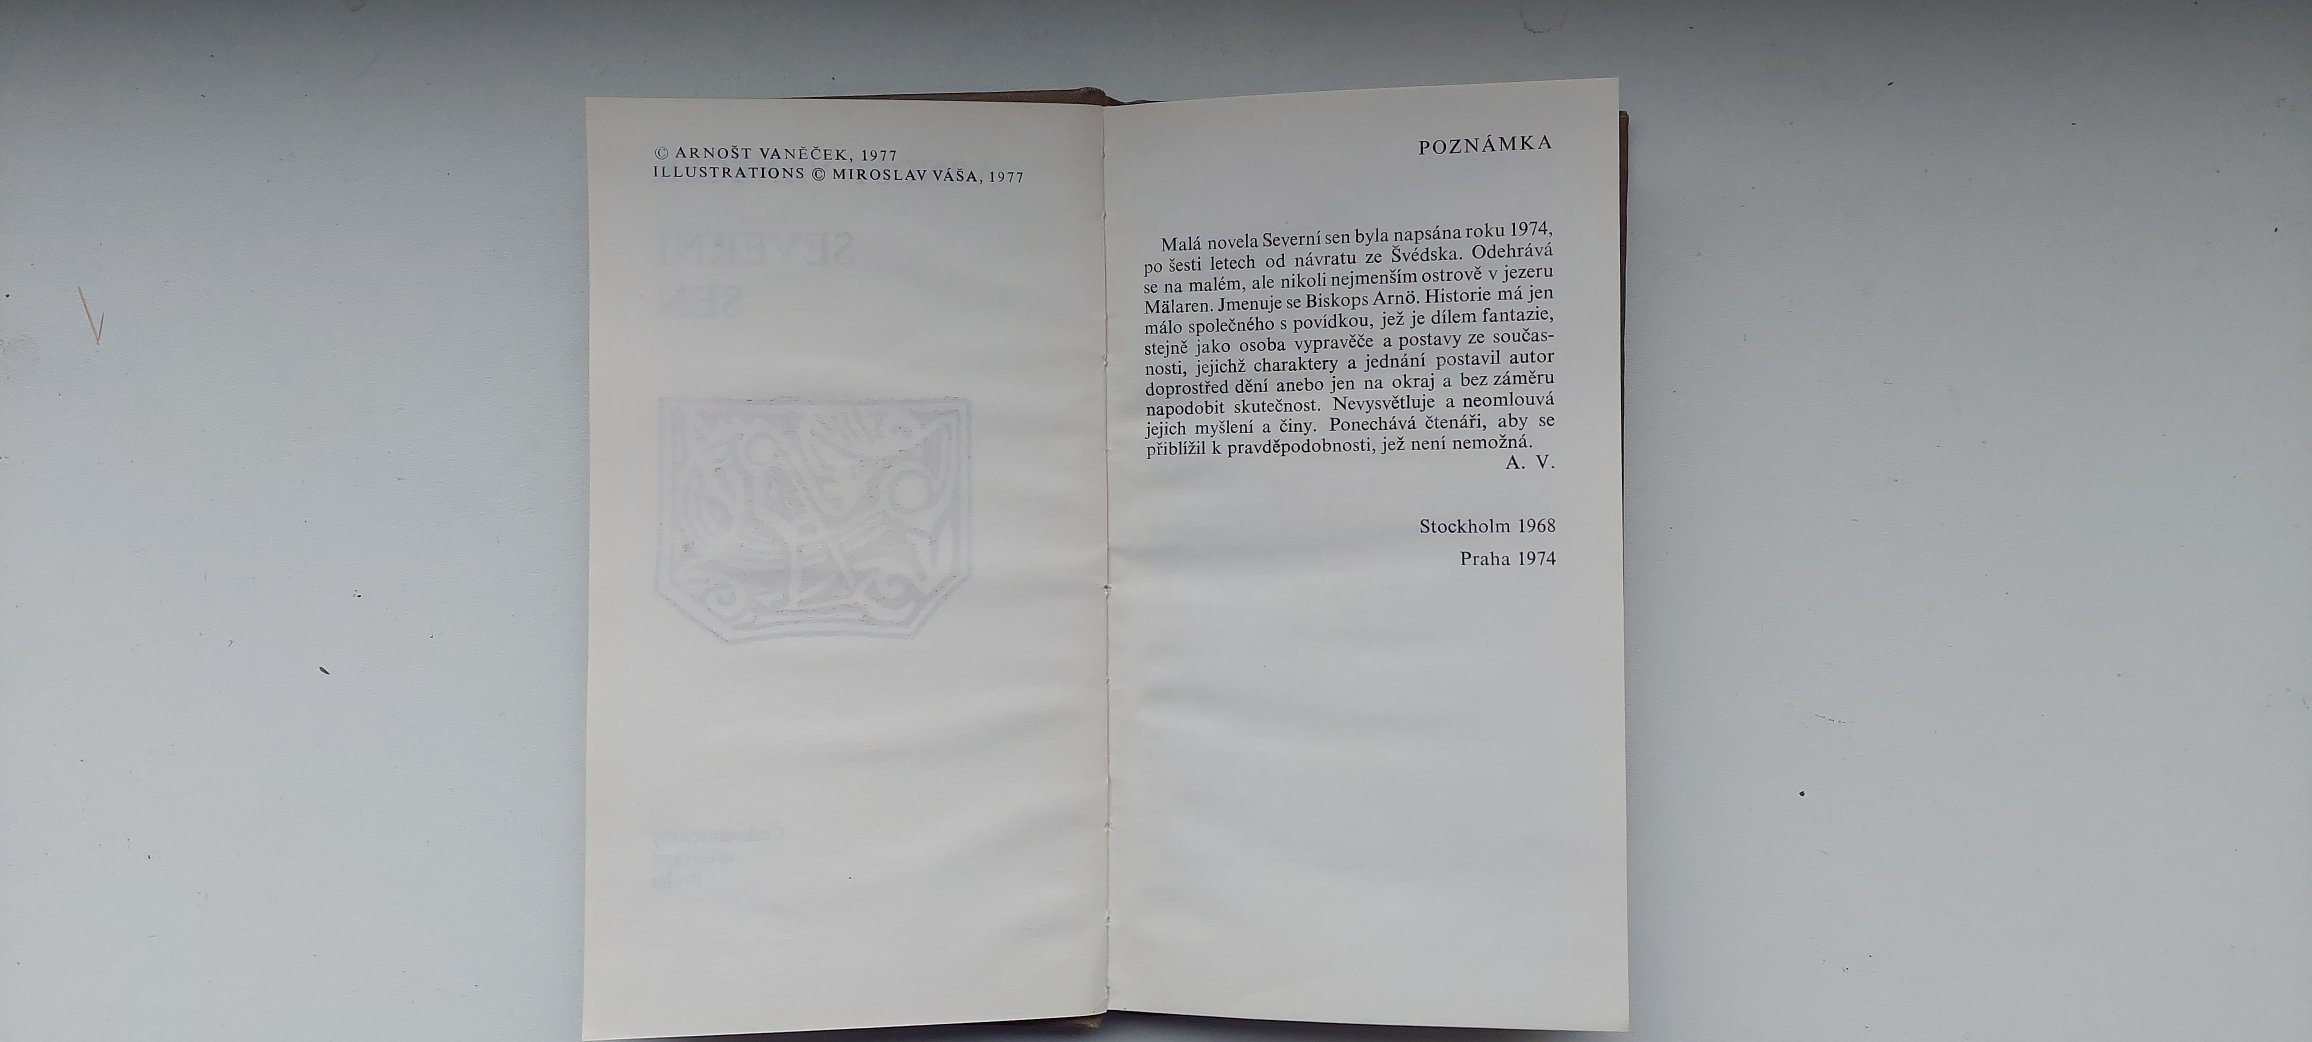 © ARNOŠT VANĚČEK, 1977
ILLUSTRATIONS © MIROSLAV VÁŠA, 1977
SEVERNÍ
SEN
POZNÁMKA
Malá novela Severní sen byla napsána roku 1974,
po šesti letech od návratu ze Švédska. Odehrává
se na malém, ale nikoli nejmenším ostrově v jezeru
Mälaren. Jmenuje se Biskops Arnö. Historie má jen
málo společného s povídkou, jež je dílem fantazie,
stejně jako osoba vypravěče a postavy ze součas-
nosti, jejichž charaktery a jednání postavil autor
doprostřed dění anebo jen na okraj a bez záměru
napodobit skutečnost. Nevysvětluje a neomlouvá
jejich myšlení a činy. Ponechává čtenáři, aby se
přiblížil k pravděpodobnosti, jež není nemožná.
A. V.
Stockholm 1968
Praha 1974